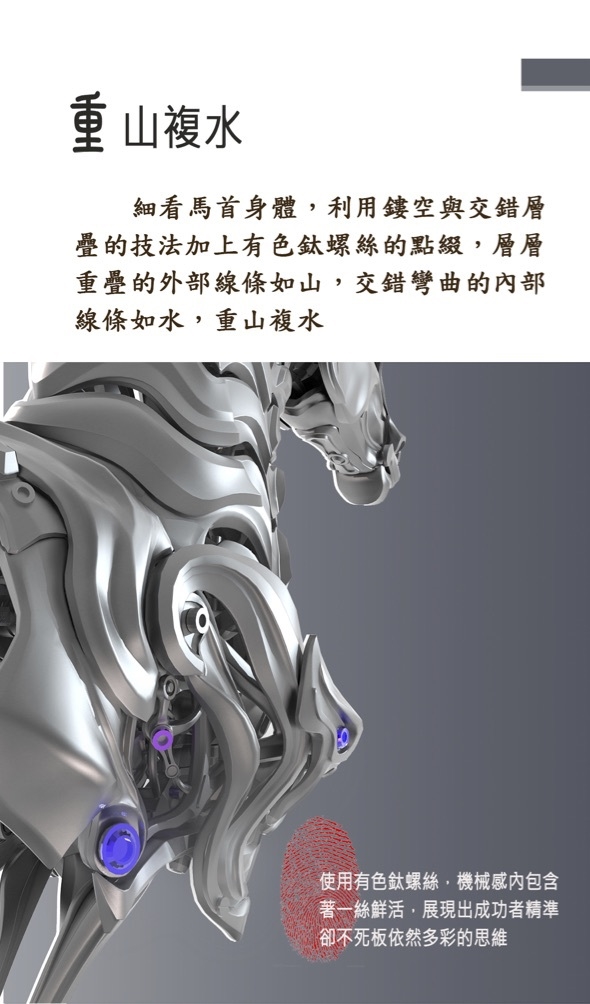 重山複水
細看馬首身體，利用鏤空與交錯層
疊的技法加上有色鈦螺絲的點綴，層層
重疊的外部線條如山，交錯彎曲的內部
線條如水，重山複水
使用有色鈦螺絲，機械感內包含
著一絲鮮活，展現出成功者精準
卻不死板依然多彩的思維